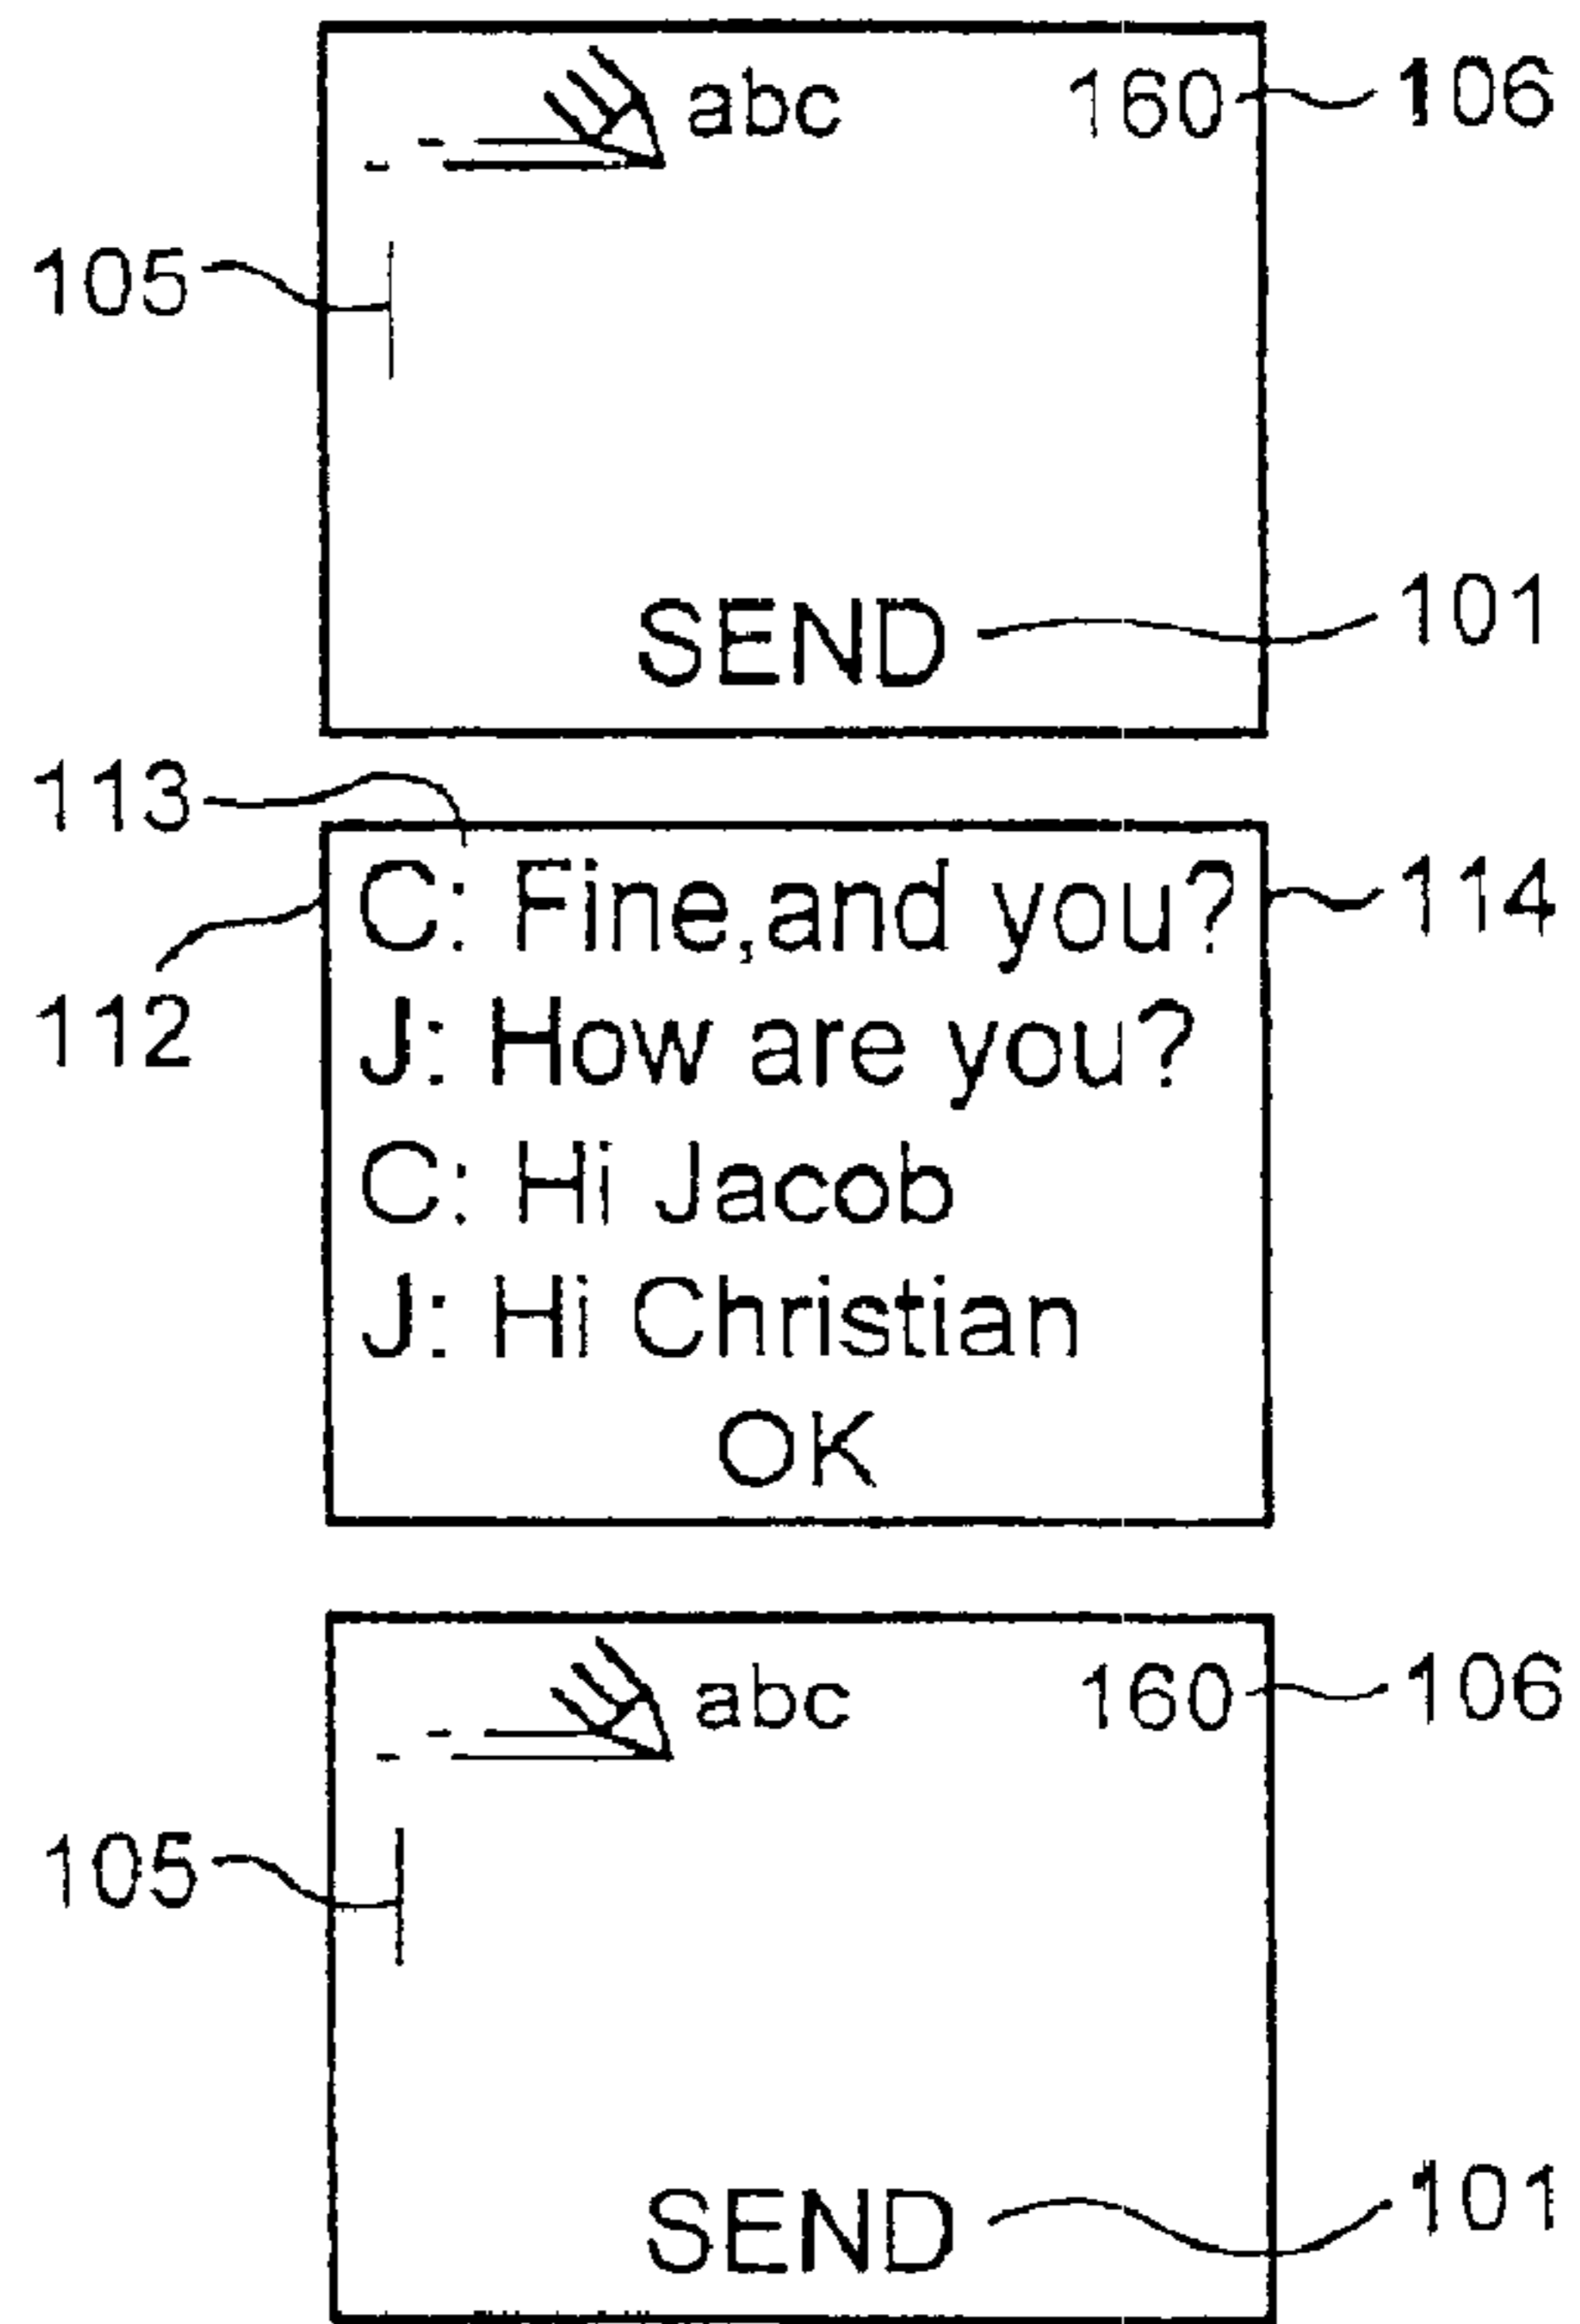 abc 160 106
105
SEND 101
113
C: Fine,and you? 114
112
J: How are you?
C: Hi Jacob
J: Hi Christian
OK
abc 160 106
105
SEND 101